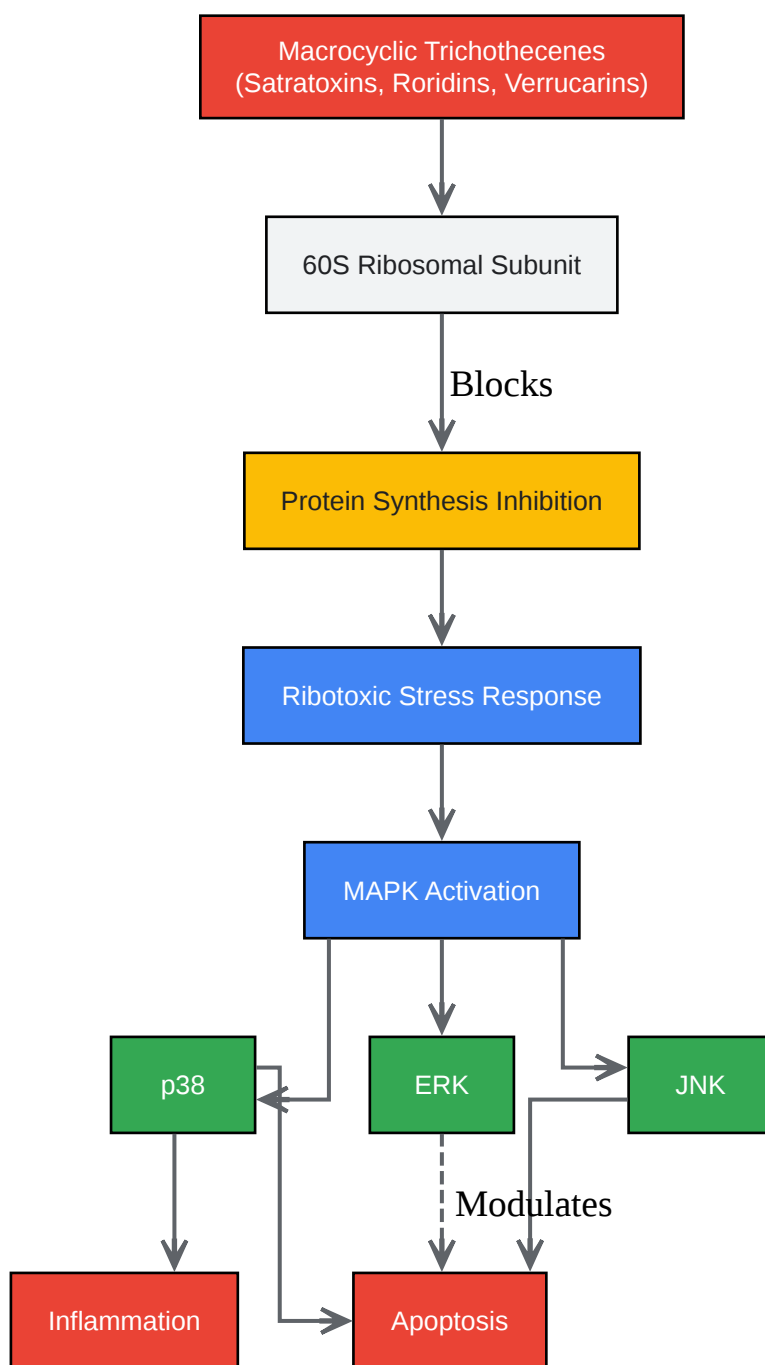 Macrocyclic Trichothecenes
(Satratoxins, Roridins, Verrucarins)
60S Ribosomal Subunit
Blocks
Protein Synthesis Inhibition
Ribotoxic Stress Response
MAPK Activation
p38
ERK
JNK
Modulates
Inflammation
Apoptosis